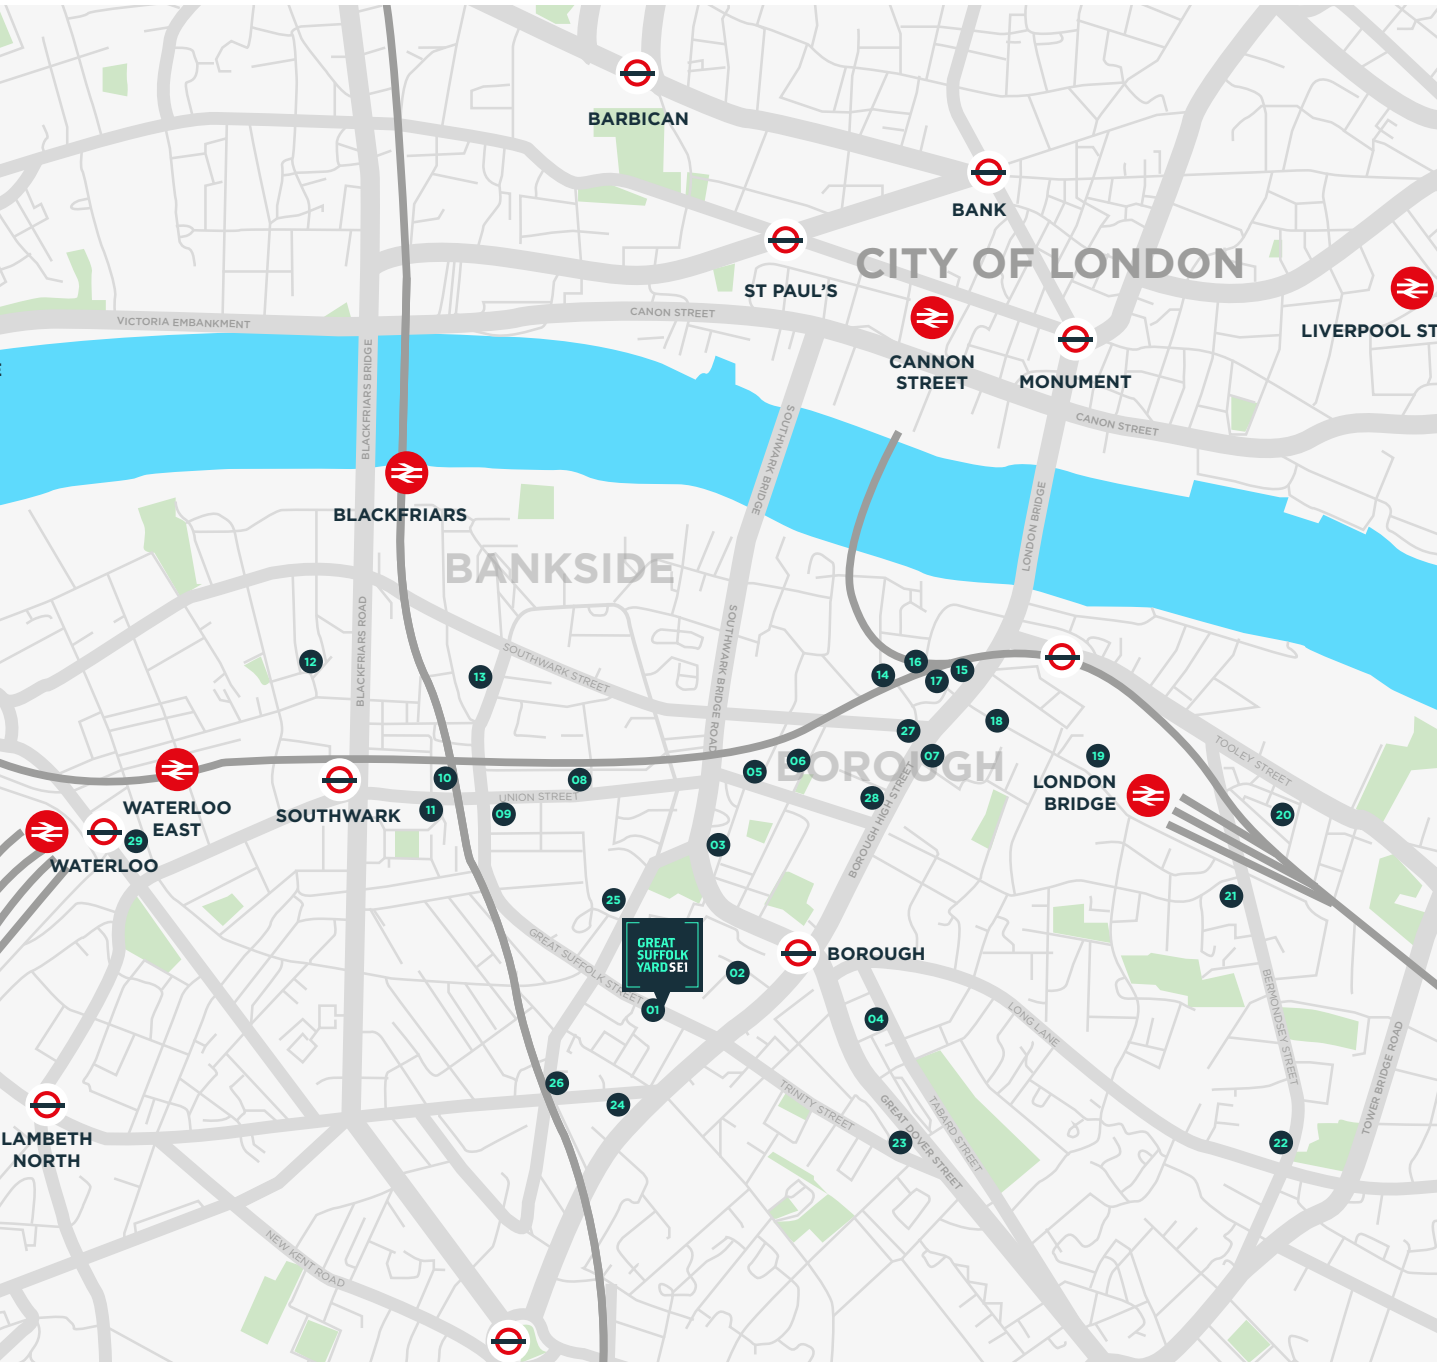 BARBICAN
BANK
CITY OF LONDON
ST PAUL'S
LIVERPOOL ST
VICTORIA EMBANKMENT
CANON STREET
CANNON
STREET
MONUMENT
E
CANON STREET
BLACKFRIARS BRIDGE
SOUTHWARK BRIDGE
LONDON BRIDGE
BLACKFRIARS
BANKSIDE
BLACKFRIARS ROAD
SOUTHWARK STREET
SOUTHWARK BRIDGE ROAD
12
13
14
16
17
15
18
27
07
19
BOROUGH
05
06
28
BOROUGH HIGH STREET
TOOLEY STREET
LONDON
BRIDGE
20
WATERLOO
EAST
SOUTHWARK
10
11
08
UNION STREET
09
29
WATERLOO
03
21
25
GREAT
SUFFOLK
YARDSE1
GREAT SUFFOLK STREET
01
02
BOROUGH
04
LONG LANE
BERMONDSEY STREET
TOWER BRIDGE ROAD
26
24
TRINITY STREET
GREAT DOVER STREET
TABARD STREET
23
22
LAMBETH
NORTH
NEW KENT ROAD